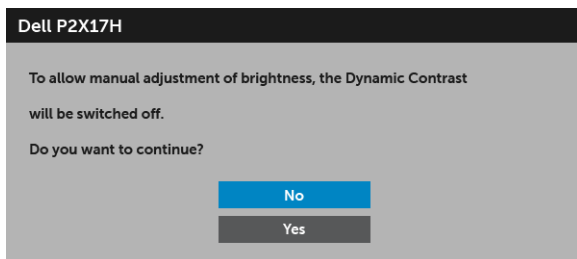 Dell P2X17H
To allow manual adjustment of brightness, the Dynamic Contrast
will be switched off.
Do you want to continue?
No
Yes